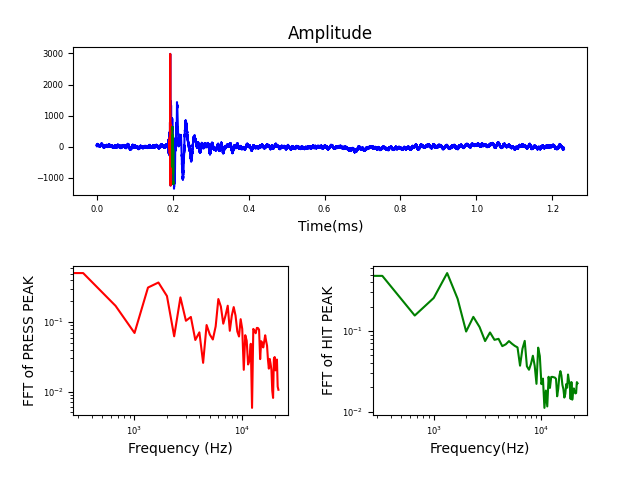 Amplitude
3000
2000
1000
0
−1000
0.0 0.2 0.4 0.6 0.8 1.0 1.2
Time(ms)
FFT of PRESS PEAK
10⁻¹
10⁻²
10³ 10⁴
Frequency (Hz)
FFT of HIT PEAK
10⁻¹
10⁻²
10³ 10⁴
Frequency(Hz)